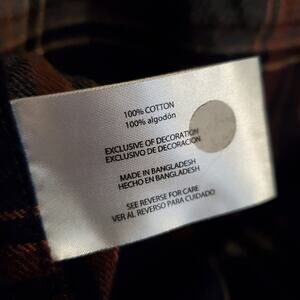 100% COTTON
100% algodón
EXCLUSIVE OF DECORATION
EXCLUSIVO DE DECORACIÓN
MADE IN BANGLADESH
HECHO EN BANGLADESH
SEE REVERSE FOR CARE
VER AL REVERSO PARA CUIDADO